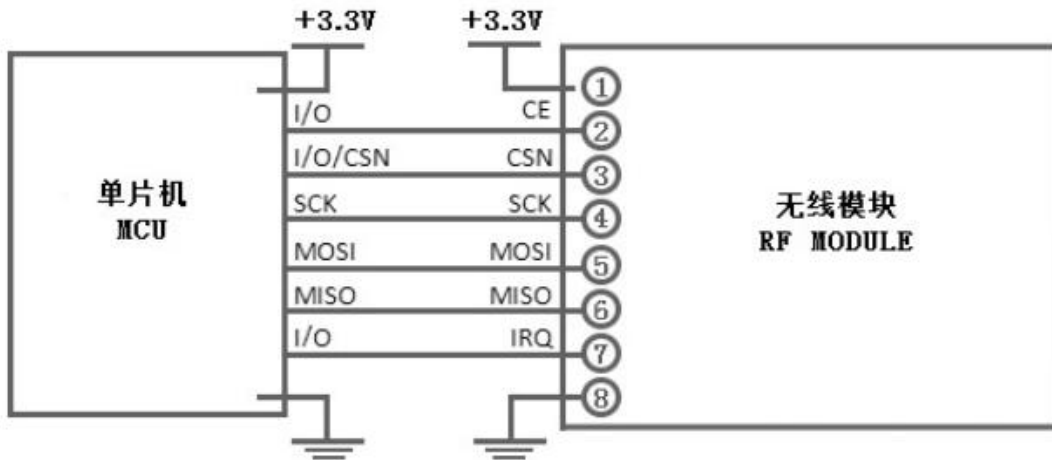 +3.3V +3.3V
①
I/O CE ②
I/O/CSN CSN ③
单片机
MCU
SCK SCK ④
无线模块
RF MODULE
MOSI MOSI ⑤
MISO MISO ⑥
I/O IRQ ⑦
⑧